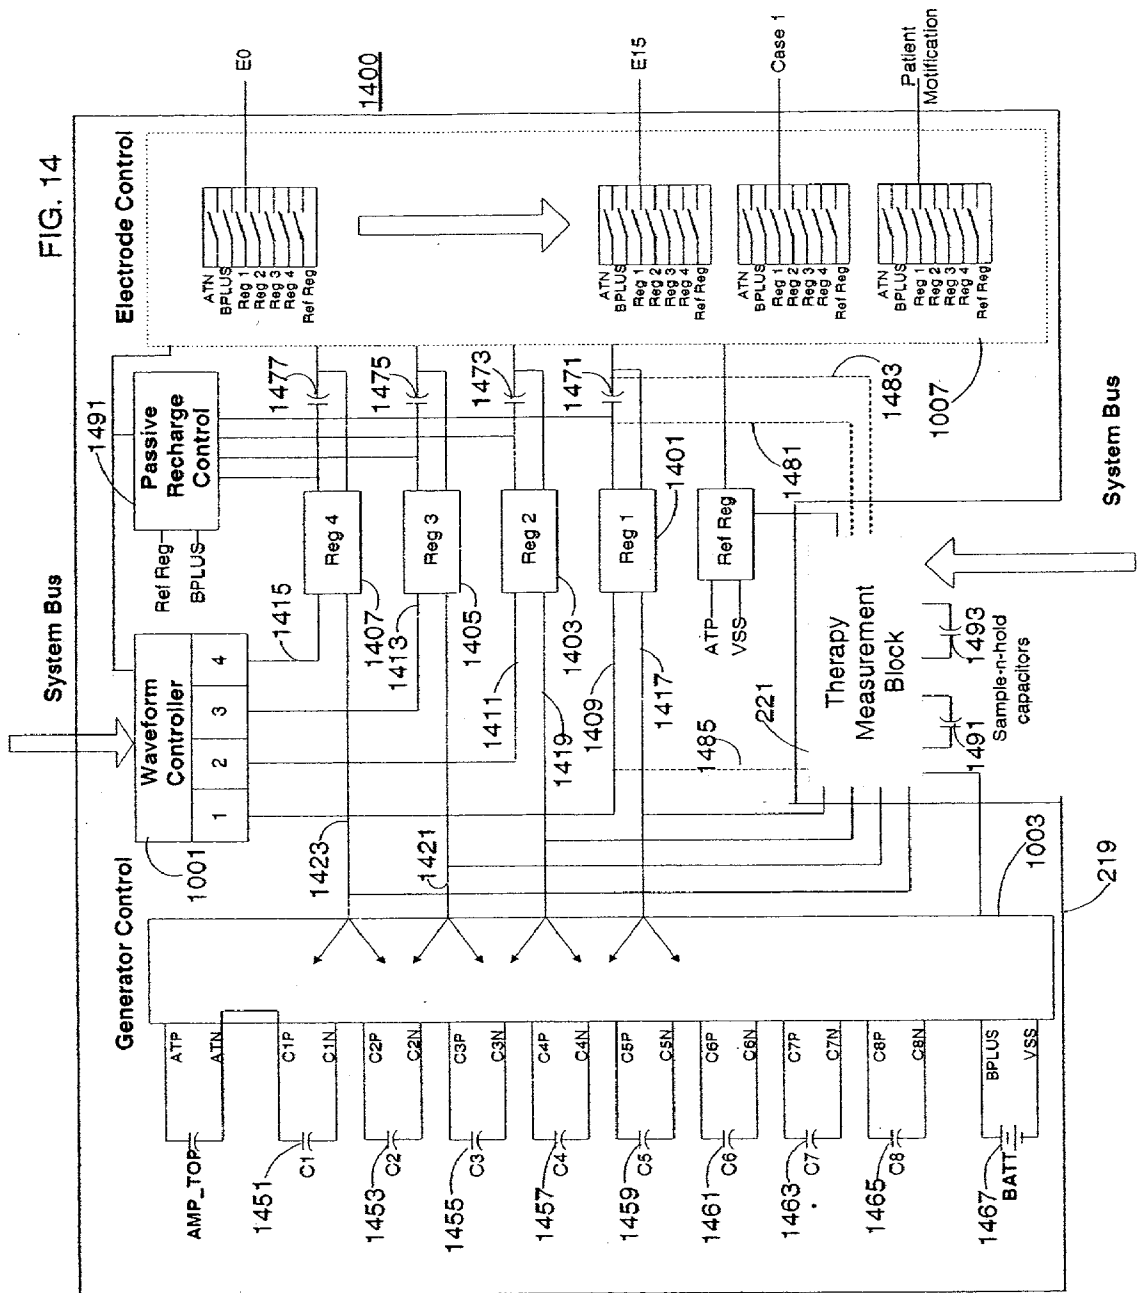 FIG. 14
1400
System Bus
Generator Control
Electrode Control
Waveform
Controller
1
2
3
4
1001
Passive
Recharge
Control
1491
Ref Reg
BPLUS
ATN
BPLUS
Reg 1
Reg 2
Reg 3
Reg 4
Ref Reg
E0
ATN
BPLUS
Reg 1
Reg 2
Reg 3
Reg 4
Ref Reg
E15
ATN
BPLUS
Reg 1
Reg 2
Reg 3
Reg 4
Ref Reg
Case 1
ATN
BPLUS
Reg 1
Reg 2
Reg 3
Reg 4
Ref Reg
Patient
Motification
1007
AMP_TOP
ATP
ATN
1451
C1
C1P
C1N
1453
C2
C2P
C2N
1455
C3
C3P
C3N
1457
C4
C4P
C4N
1459
C5
C5P
C5N
1461
C6
C6P
C6N
1463
C7
C7P
C7N
1465
C8
C8P
C8N
1467
BATT
BPLUS
VSS
1423
1415
Reg 4
1407
1477
1421
1413
Reg 3
1405
1475
1411
1419
Reg 2
1403
1473
1409
1417
Reg 1
1401
1471
ATP
VSS
Ref Reg
1481
1483
1485
221
Therapy
Measurement
Block
1491
1493
Sample-n-hold
capacitors
1003
219
System Bus